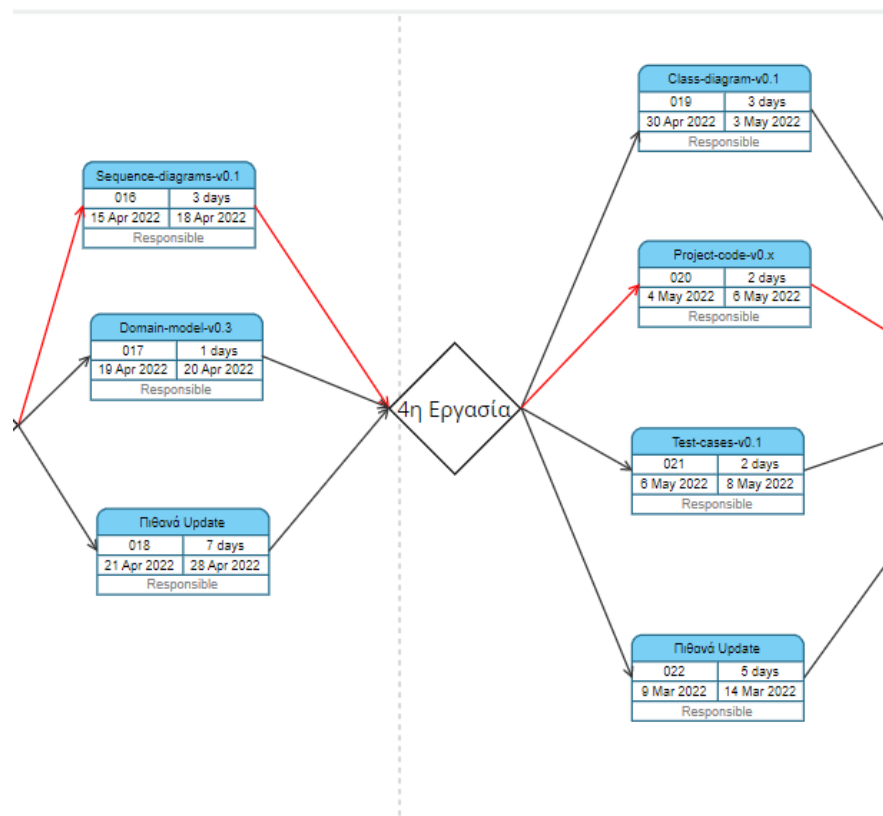 Sequence-diagrams-v0.1
016 3 days
15 Apr 2022 18 Apr 2022
Responsible
Domain-model-v0.3
017 1 days
19 Apr 2022 20 Apr 2022
Responsible
Πιθανά Update
018 7 days
21 Apr 2022 28 Apr 2022
Responsible
4η Εργασία
Class-diagram-v0.1
019 3 days
30 Apr 2022 3 May 2022
Responsible
Project-code-v0.x
020 2 days
4 May 2022 6 May 2022
Responsible
Test-cases-v0.1
021 2 days
6 May 2022 8 May 2022
Responsible
Πιθανά Update
022 5 days
9 Mar 2022 14 Mar 2022
Responsible